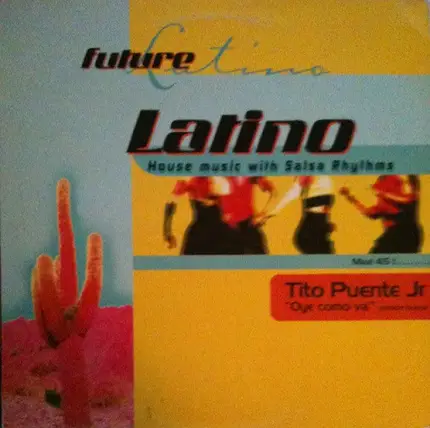 future
Latino
Latino
House music with Salsa Rhythms
Maxi 45 t
Tito Puente Jr
"Oye como va"